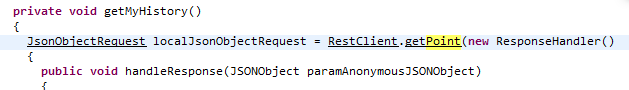 private void getMyHistory()
{
JsonObjectRequest localJsonObjectRequest = RestClient.getPoint(new ResponseHandler()
{
public void handleResponse(JSONObject paramAnonymousJSONObject)
{